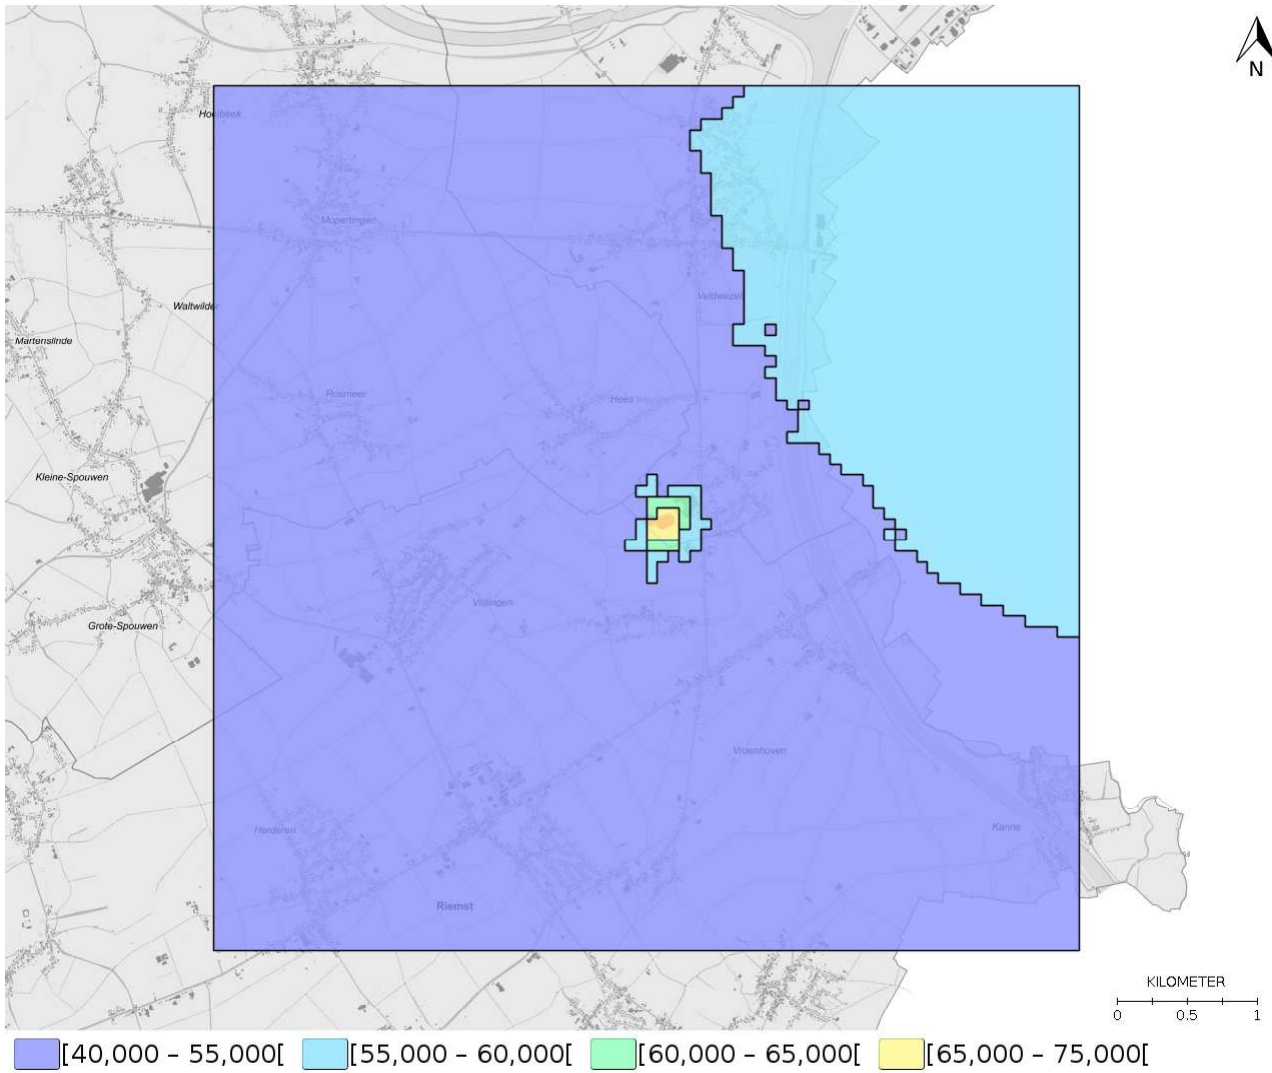 N
Hoelbeek
Mopertingen
Veldwezelt
Waltwilder
Martenslinde
Rosmeer
Hees
Kleine-Spouwen
Vlijtingen
Grote-Spouwen
Vroenhoven
Herderen
Kanne
Riemst
KILOMETER
0 0.5 1
[40,000 – 55,000[ [55,000 – 60,000[ [60,000 – 65,000[ [65,000 – 75,000[